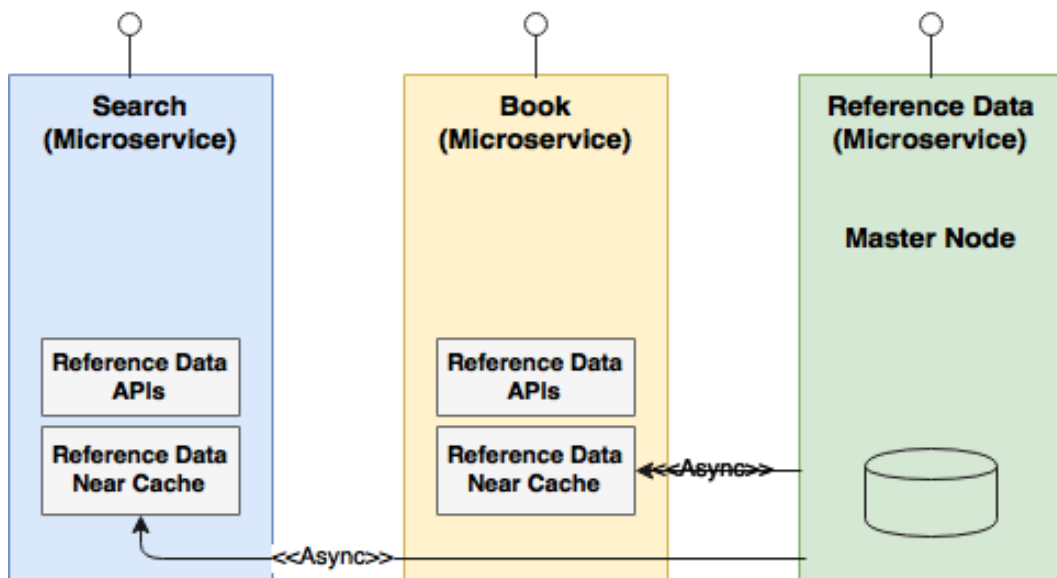 Search
(Microservice)
Book
(Microservice)
Reference Data
(Microservice)
Master Node
Reference Data
APIs
Reference Data
Near Cache
Reference Data
APIs
Reference Data
Near Cache
<<Async>>
<<Async>>